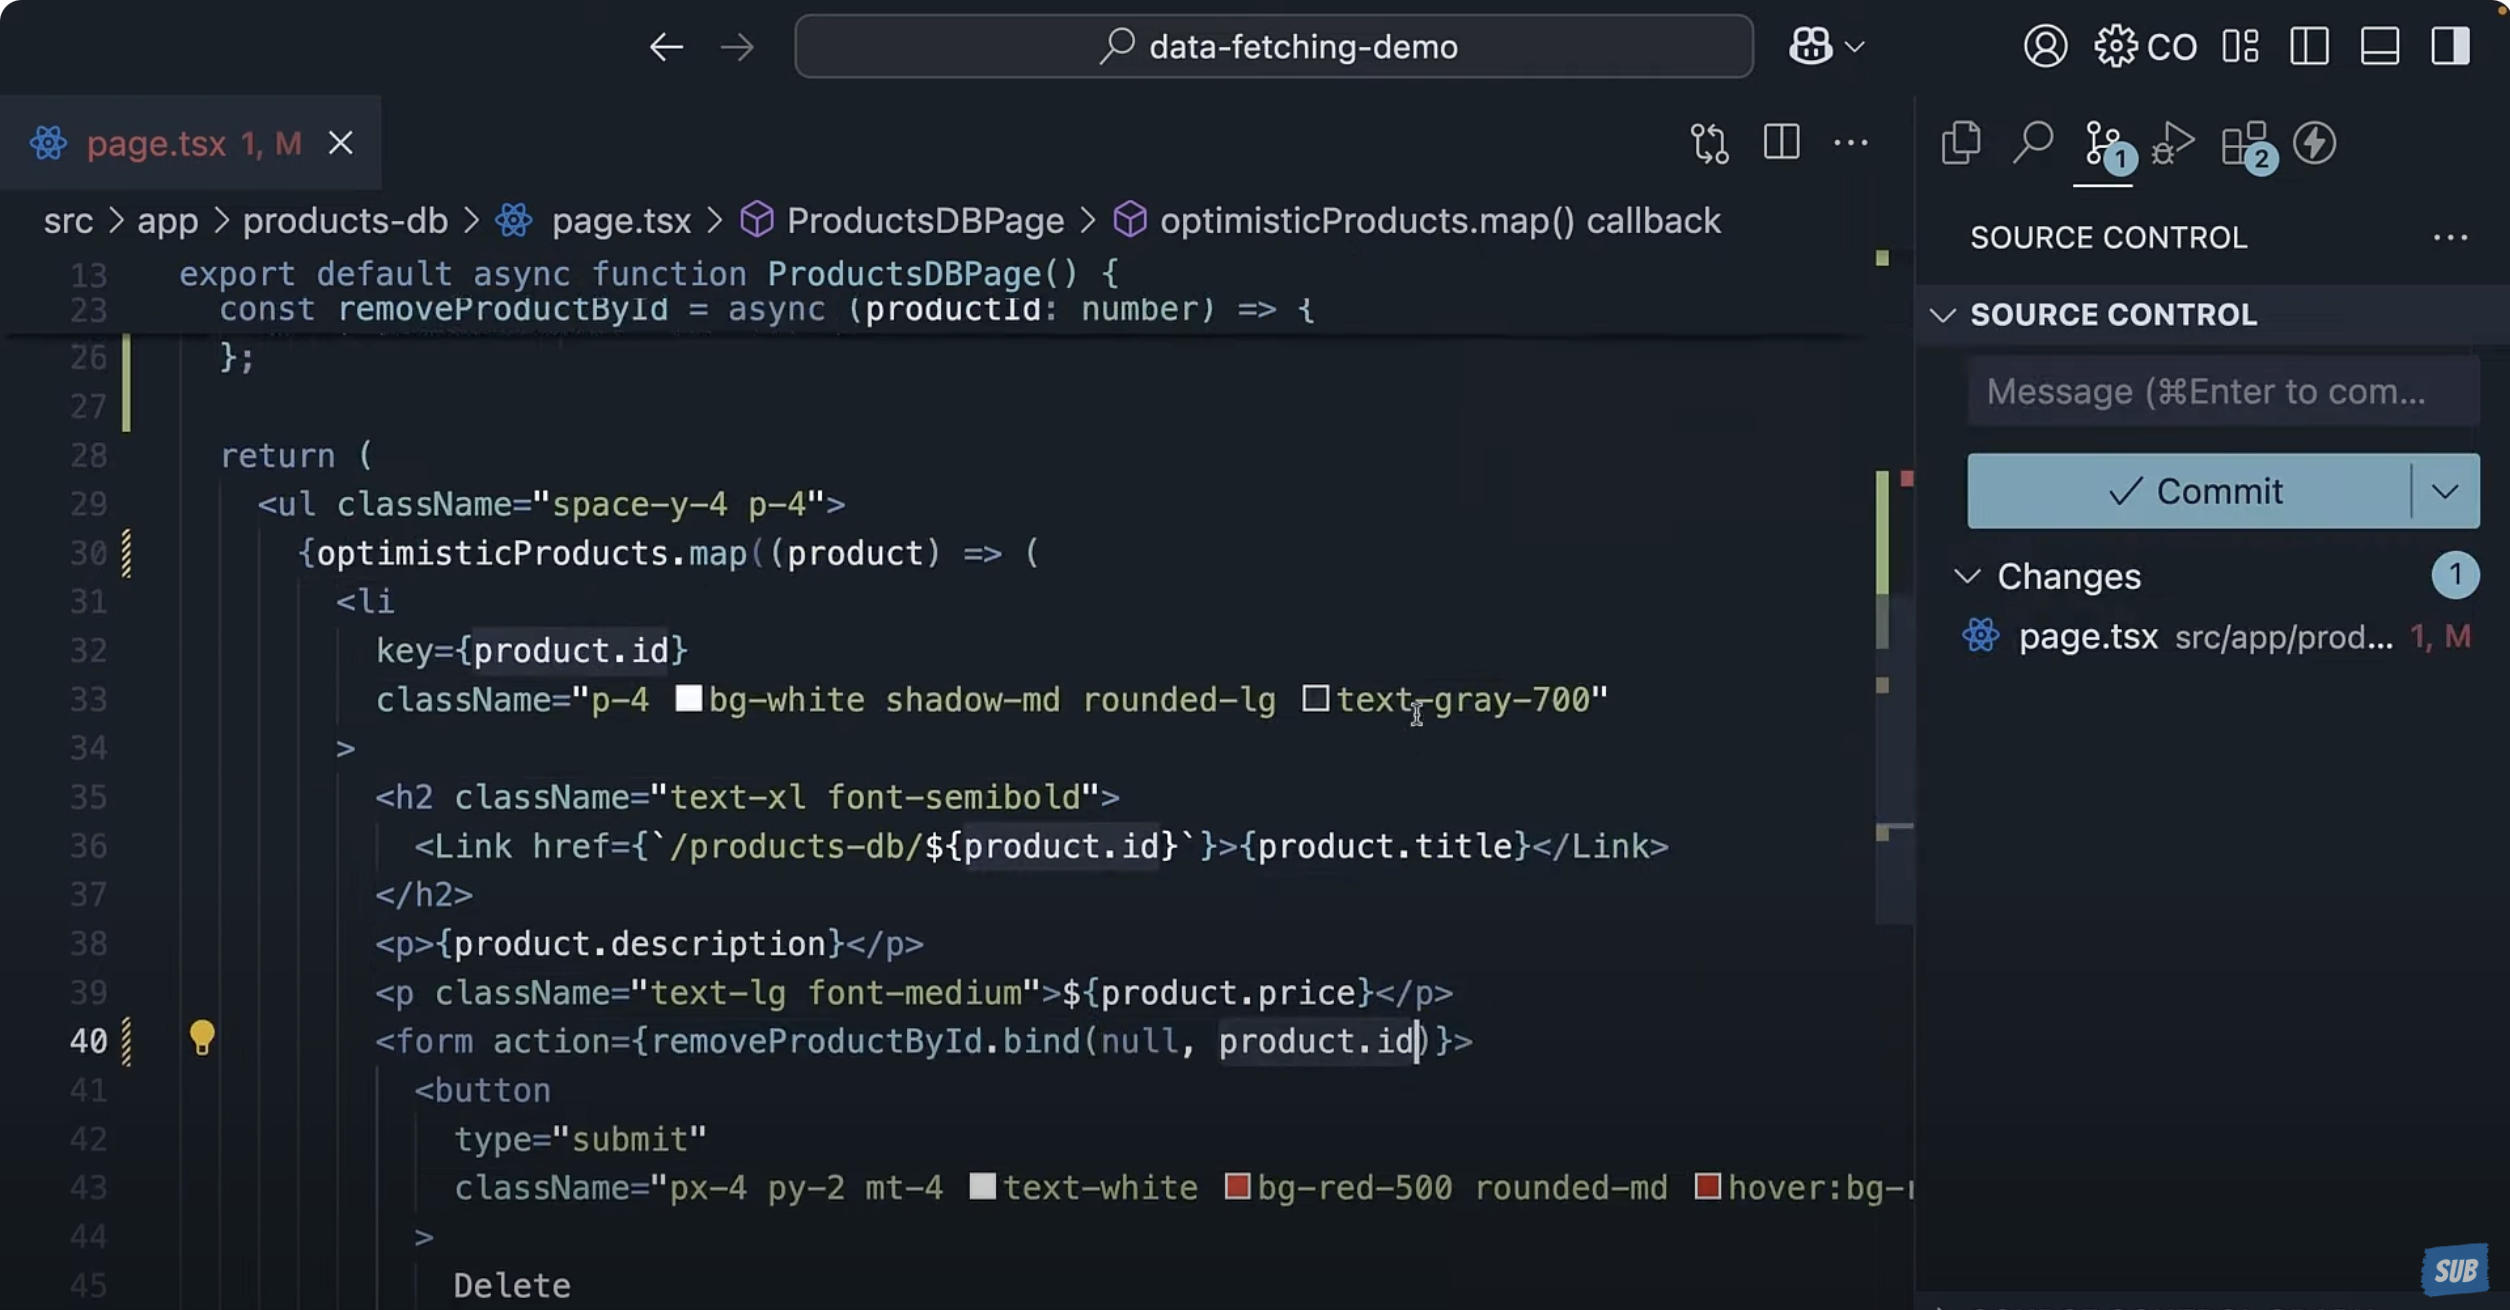 data-fetching-demo
CO
page.tsx 1, M
1
2
src > app > products-db > page.tsx > ProductsDBPage > optimisticProducts.map() callback
SOURCE CONTROL
13 export default async function ProductsDBPage() {
23 const removeProductById = async (productId: number) => {
26 };
27
28 return (
29 <ul className="space-y-4 p-4">
30 {optimisticProducts.map((product) => (
31 <li
32 key={product.id}
33 className="p-4 bg-white shadow-md rounded-lg text-gray-700"
34 >
35 <h2 className="text-xl font-semibold">
36 <Link href={`/products-db/${product.id}`}>{product.title}</Link>
37 </h2>
38 <p>{product.description}</p>
39 <p className="text-lg font-medium">${product.price}</p>
40 <form action={removeProductById.bind(null, product.id)}>
41 <button
42 type="submit"
43 className="px-4 py-2 mt-4 text-white bg-red-500 rounded-md hover:bg-
44 >
45 Delete
SOURCE CONTROL
Message (⌘Enter to com...
Commit
Changes 1
page.tsx src/app/prod... 1, M
SUB